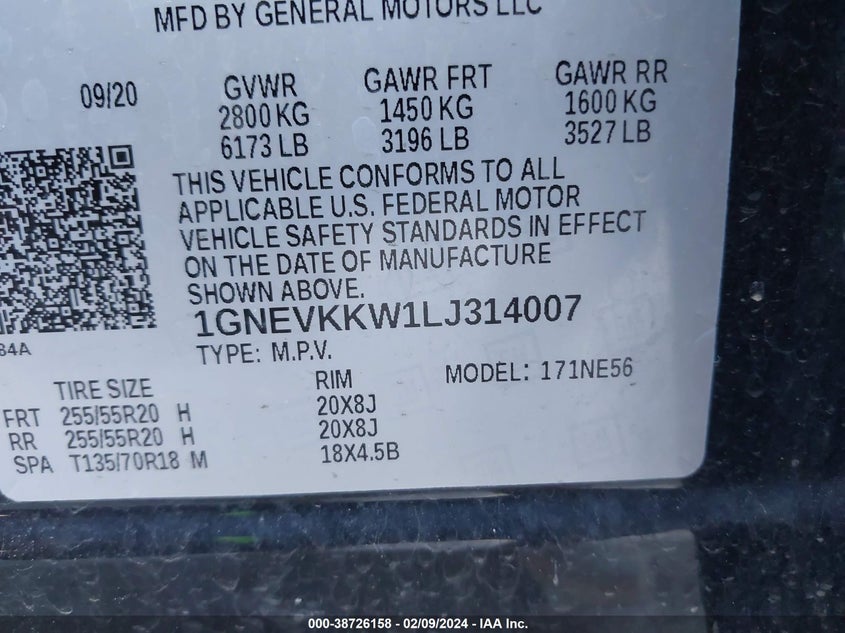 MFD BY GENERAL MOTORS LLC
09/20 GVWR GAWR FRT GAWR RR
2800 KG 1450 KG 1600 KG
6173 LB 3196 LB 3527 LB
THIS VEHICLE CONFORMS TO ALL
APPLICABLE U.S. FEDERAL MOTOR
VEHICLE SAFETY STANDARDS IN EFFECT
ON THE DATE OF MANUFACTURE
SHOWN ABOVE.
1GNEVKKW1LJ314007
84A
TYPE: M.P.V. MODEL: 171NE56
TIRE SIZE RIM
FRT 255/55R20 H 20X8J
RR 255/55R20 H 20X8J
SPA T135/70R18 M 18X4.5B
000-38726158 - 02/09/2024 - IAA Inc.